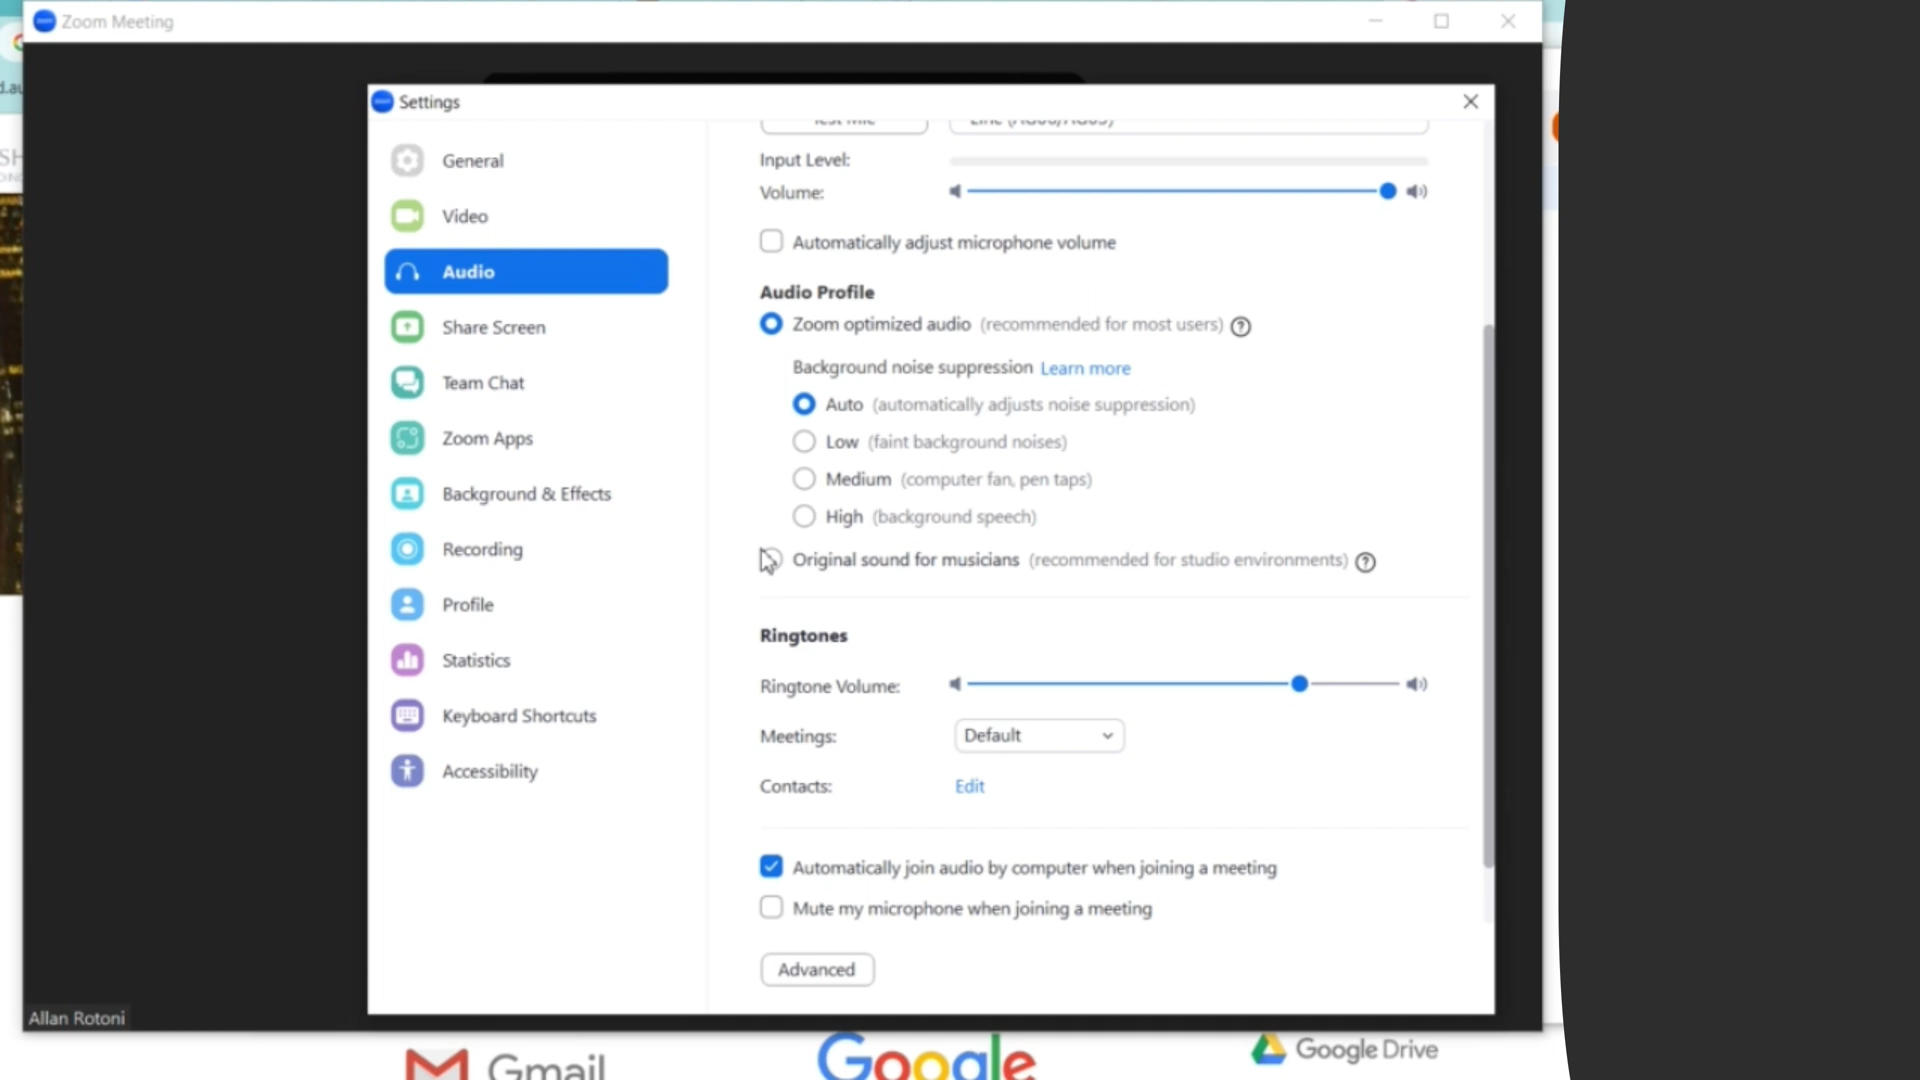 Zoom Meeting
Settings
General
Video
Audio
Share Screen
Team Chat
Zoom Apps
Background & Effects
Recording
Profile
Statistics
Keyboard Shortcuts
Accessibility
Test Mic
Input Level:
Volume:
Automatically adjust microphone volume
Audio Profile
Zoom optimized audio (recommended for most users)
Background noise suppression Learn more
Auto (automatically adjusts noise suppression)
Low (faint background noises)
Medium (computer fan, pen taps)
High (background speech)
Original sound for musicians (recommended for studio environments)
Ringtones
Ringtone Volume:
Meetings: Default
Contacts: Edit
Automatically join audio by computer when joining a meeting
Mute my microphone when joining a meeting
Advanced
Allan Rotoni
Gmail
Google
Google Drive